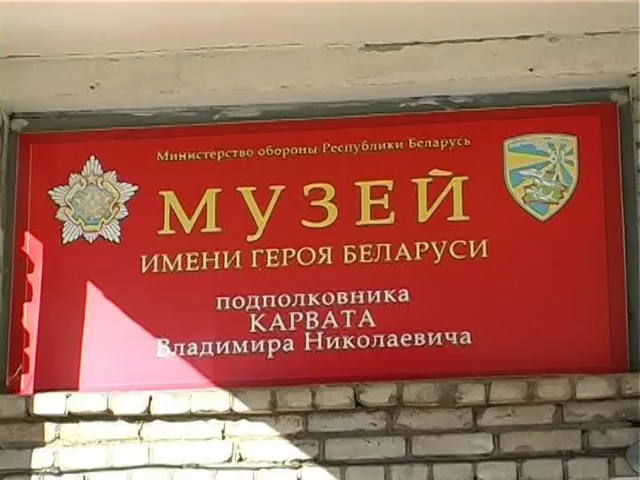 Министерство обороны Республики Беларусь
МУЗЕЙ
ИМЕНИ ГЕРОЯ БЕЛАРУСИ
подполковника
КАРВАТА
Владимира Николаевича